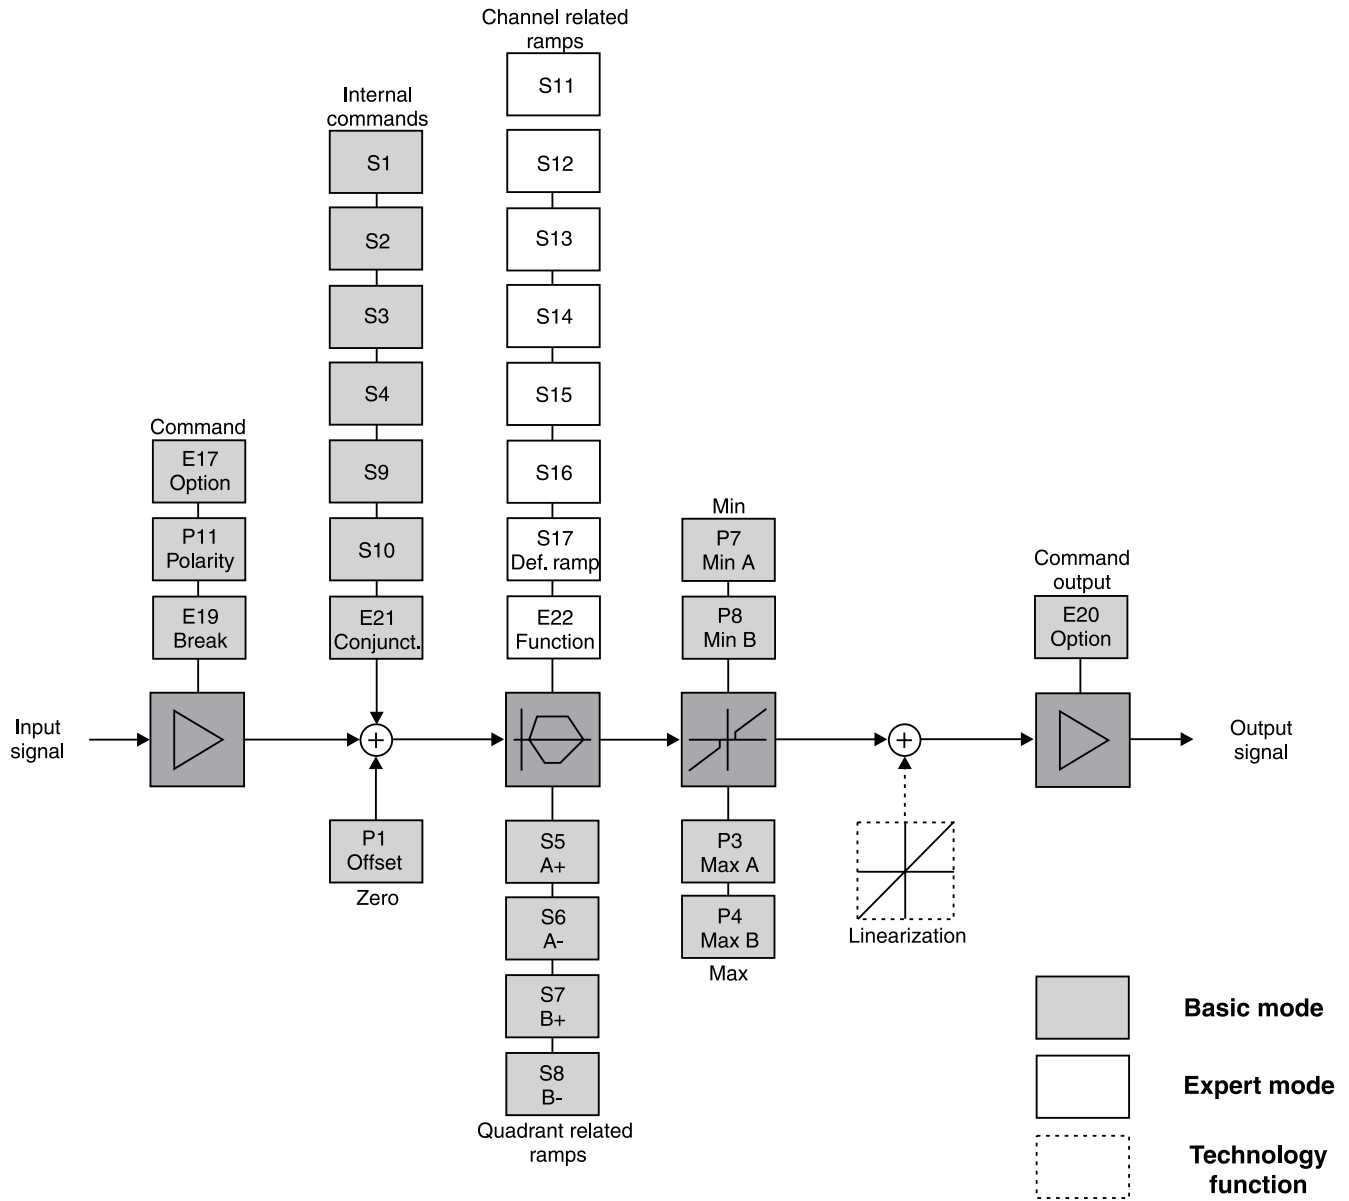 Channel related
ramps
S11
Internal
commands
S1
S12
S2
S13
S3
S14
S4
S15
Command
E17
Option
S9
S16
Min
P11
Polarity
S10
S17
Def. ramp
P7
Min A
Command
output
E19
Break
E21
Conjunct.
E22
Function
P8
Min B
E20
Option
Input
signal
+
+
Output
signal
P1
Offset
Zero
S5
A+
P3
Max A
S6
A-
P4
Max B
Max
Linearization
S7
B+
S8
B-
Quadrant related
ramps
Basic mode
Expert mode
Technology
function